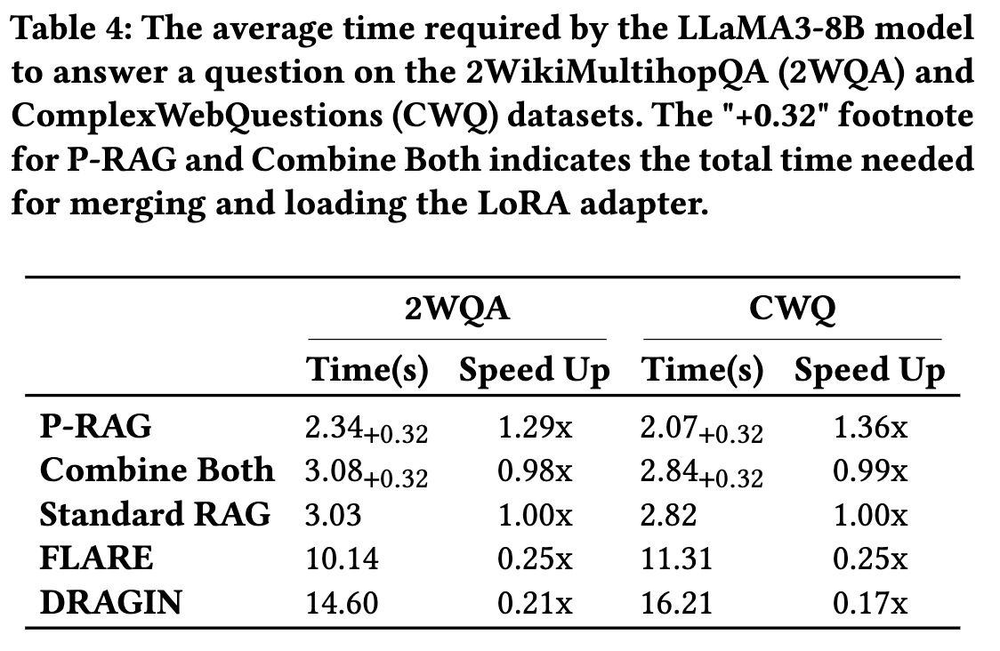 Table 4: The average time required by the LLaMA3-8B model
to answer a question on the 2WikiMultihopQA (2WQA) and
ComplexWebQuestions (CWQ) datasets. The "+0.32" footnote
for P-RAG and Combine Both indicates the total time needed
for merging and loading the LoRA adapter.
2WQA CWQ
Time(s) Speed Up Time(s) Speed Up
P-RAG 2.34+0.32 1.29x 2.07+0.32 1.36x
Combine Both 3.08+0.32 0.98x 2.84+0.32 0.99x
Standard RAG 3.03 1.00x 2.82 1.00x
FLARE 10.14 0.25x 11.31 0.25x
DRAGIN 14.60 0.21x 16.21 0.17x